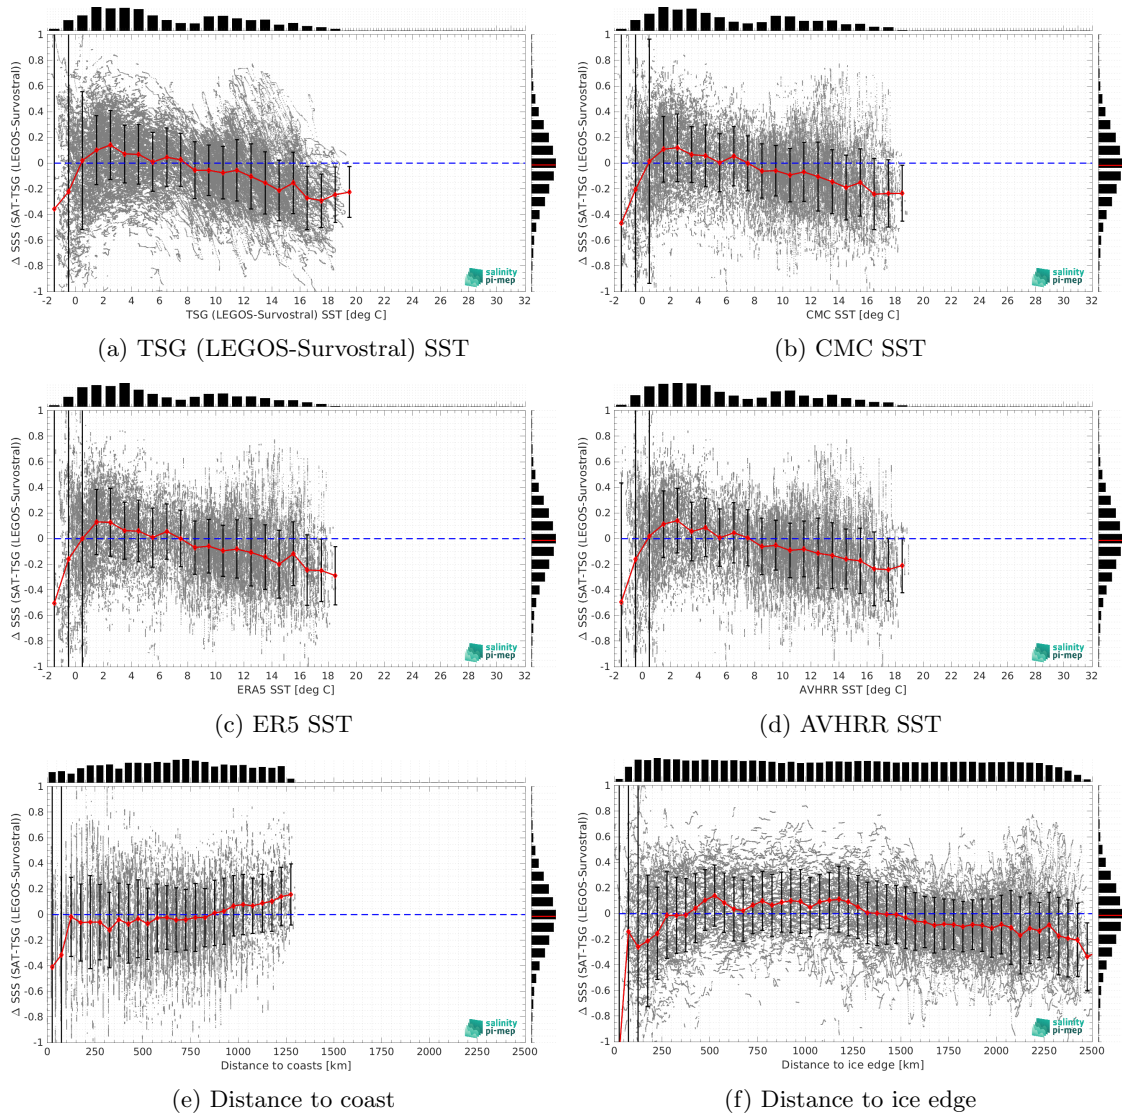 1
0.8
0.6
0.4
0.2
0
-0.2
-0.4
-0.6
-0.8
-1
Δ SSS (SAT-TSG (LEGOS-Survostral))
salinity
pi-mep
-2 0 2 4 6 8 10 12 14 16 18 20 22 24 26 28 30 32
TSG (LEGOS-Survostral) SST [deg C]
(a) TSG (LEGOS-Survostral) SST
1
0.8
0.6
0.4
0.2
0
-0.2
-0.4
-0.6
-0.8
-1
Δ SSS (SAT-TSG (LEGOS-Survostral))
salinity
pi-mep
-2 0 2 4 6 8 10 12 14 16 18 20 22 24 26 28 30 32
CMC SST [deg C]
(b) CMC SST
1
0.8
0.6
0.4
0.2
0
-0.2
-0.4
-0.6
-0.8
-1
Δ SSS (SAT-TSG (LEGOS-Survostral))
salinity
pi-mep
-2 0 2 4 6 8 10 12 14 16 18 20 22 24 26 28 30 32
ERA5 SST [deg C]
(c) ER5 SST
1
0.8
0.6
0.4
0.2
0
-0.2
-0.4
-0.6
-0.8
-1
Δ SSS (SAT-TSG (LEGOS-Survostral))
salinity
pi-mep
-2 0 2 4 6 8 10 12 14 16 18 20 22 24 26 28 30 32
AVHRR SST [deg C]
(d) AVHRR SST
1
0.8
0.6
0.4
0.2
0
-0.2
-0.4
-0.6
-0.8
-1
Δ SSS (SAT-TSG (LEGOS-Survostral))
salinity
pi-mep
0 250 500 750 1000 1250 1500 1750 2000 2250 2500
Distance to coasts [km]
(e) Distance to coast
1
0.8
0.6
0.4
0.2
0
-0.2
-0.4
-0.6
-0.8
-1
Δ SSS (SAT-TSG (LEGOS-Survostral))
salinity
pi-mep
0 250 500 750 1000 1250 1500 1750 2000 2250 2500
Distance to ice edge [km]
(f) Distance to ice edge